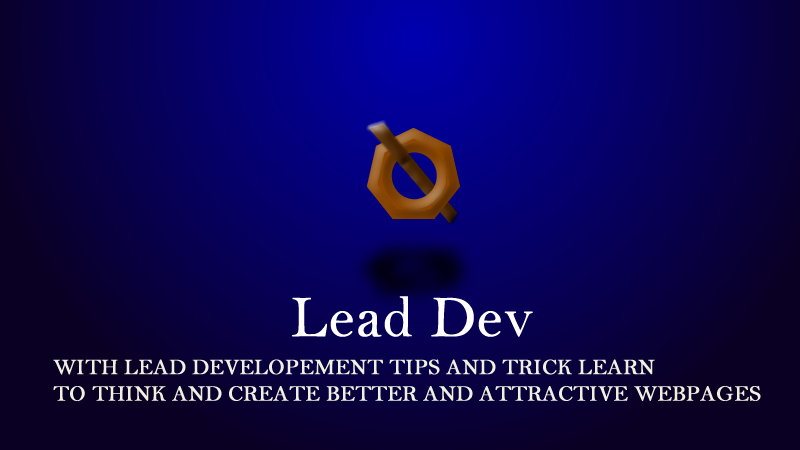 Lead Dev
WITH LEAD DEVELOPEMENT TIPS AND TRICK LEARN
TO THINK AND CREATE BETTER AND ATTRACTIVE WEBPAGES